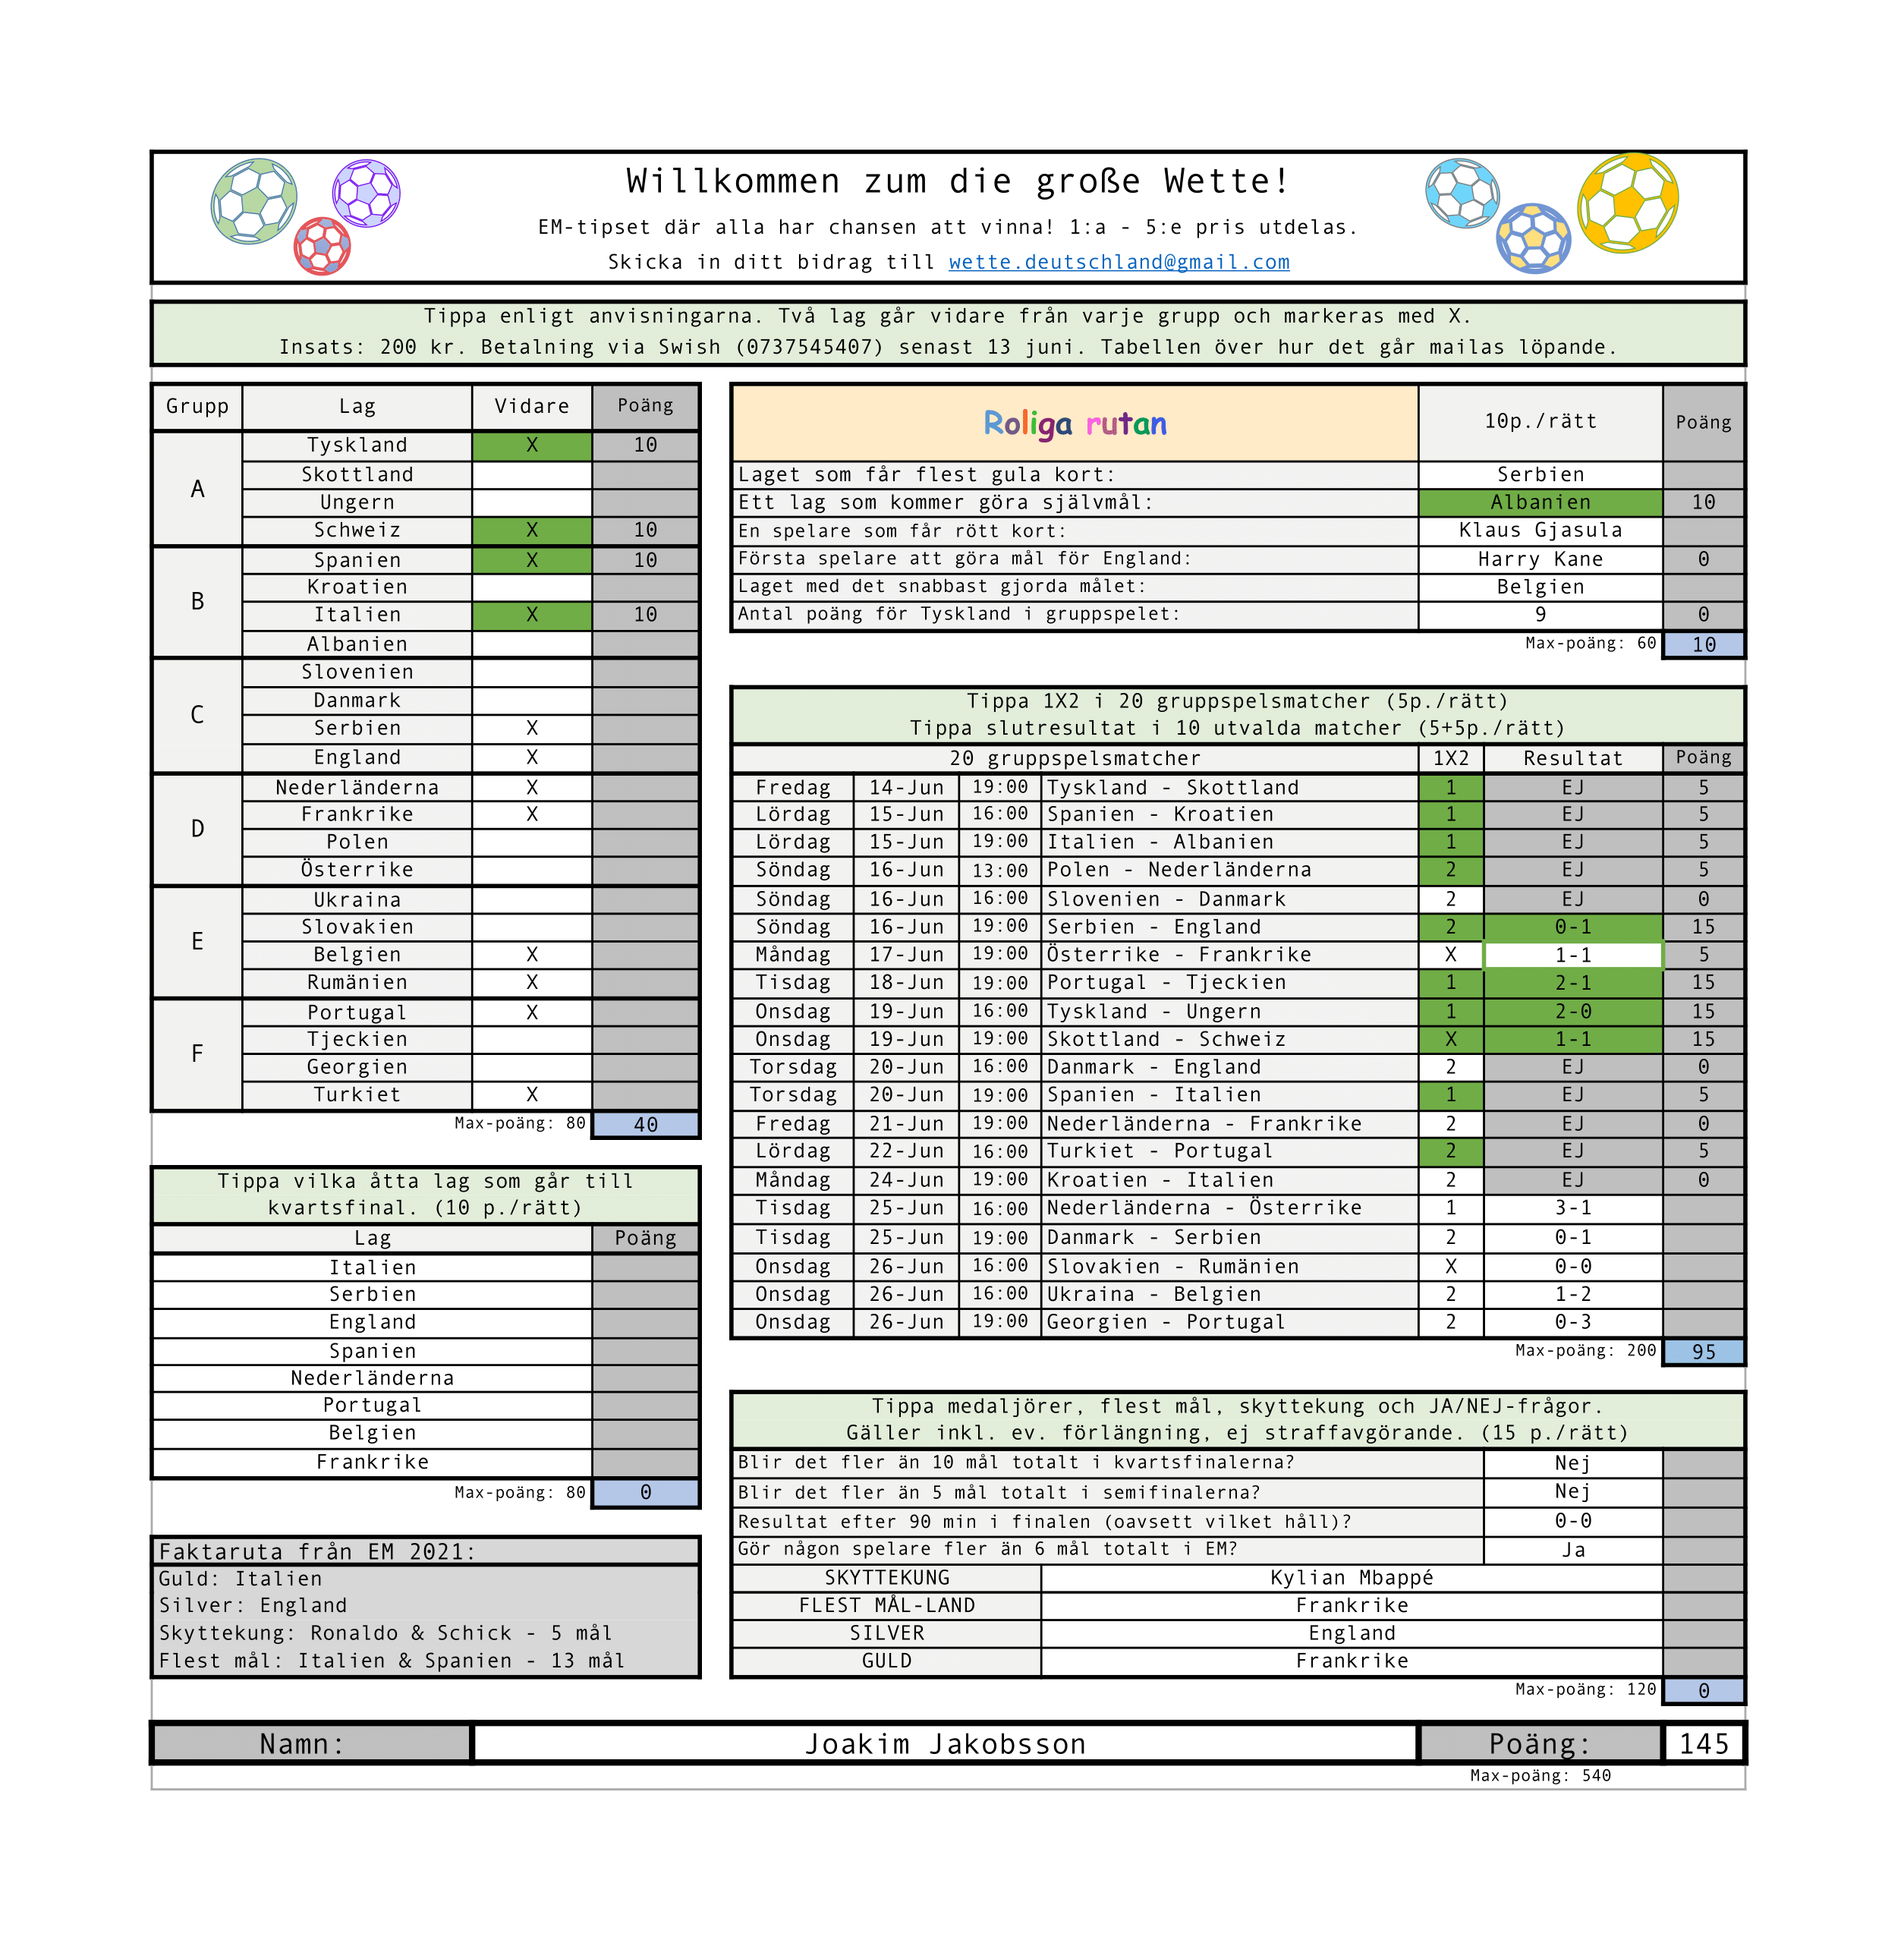 Willkommen zum die große Wette!
EM-tipset där alla har chansen att vinna! 1:a - 5:e pris utdelas.
Skicka in ditt bidrag till wette.deutschland@gmail.com
Tippa enligt anvisningarna. Två lag går vidare från varje grupp och markeras med X.
Insats: 200 kr. Betalning via Swish (0737545407) senast 13 juni. Tabellen över hur det går mailas löpande.
Grupp Lag Vidare Poäng
A
Tyskland X 10
Skottland
Ungern
Schweiz X 10
B
Spanien X 10
Kroatien
Italien X 10
Albanien
C
Slovenien
Danmark
Serbien X
England X
D
Nederländerna X
Frankrike X
Polen
Österrike
E
Ukraina
Slovakien
Belgien X
Rumänien X
F
Portugal X
Tjeckien
Georgien
Turkiet X
Max-poäng: 80 40
Tippa vilka åtta lag som går till
kvartsfinal. (10 p./rätt)
Lag Poäng
Italien
Serbien
England
Spanien
Nederländerna
Portugal
Belgien
Frankrike
Max-poäng: 80 0
Faktaruta från EM 2021:
Guld: Italien
Silver: England
Skyttekung: Ronaldo & Schick - 5 mål
Flest mål: Italien & Spanien - 13 mål
Roliga rutan 10p./rätt Poäng
Laget som får flest gula kort: Serbien
Ett lag som kommer göra självmål: Albanien 10
En spelare som får rött kort: Klaus Gjasula
Första spelare att göra mål för England: Harry Kane 0
Laget med det snabbast gjorda målet: Belgien
Antal poäng för Tyskland i gruppspelet: 9 0
Max-poäng: 60 10
Tippa 1X2 i 20 gruppspelsmatcher (5p./rätt)
Tippa slutresultat i 10 utvalda matcher (5+5p./rätt)
20 gruppspelsmatcher 1X2 Resultat Poäng
Fredag 14-Jun 19:00 Tyskland - Skottland 1 EJ 5
Lördag 15-Jun 16:00 Spanien - Kroatien 1 EJ 5
Lördag 15-Jun 19:00 Italien - Albanien 1 EJ 5
Söndag 16-Jun 13:00 Polen - Nederländerna 2 EJ 5
Söndag 16-Jun 16:00 Slovenien - Danmark 2 EJ 0
Söndag 16-Jun 19:00 Serbien - England 2 0-1 15
Måndag 17-Jun 19:00 Österrike - Frankrike X 1-1 5
Tisdag 18-Jun 19:00 Portugal - Tjeckien 1 2-1 15
Onsdag 19-Jun 16:00 Tyskland - Ungern 1 2-0 15
Onsdag 19-Jun 19:00 Skottland - Schweiz X 1-1 15
Torsdag 20-Jun 16:00 Danmark - England 2 EJ 0
Torsdag 20-Jun 19:00 Spanien - Italien 1 EJ 5
Fredag 21-Jun 19:00 Nederländerna - Frankrike 2 EJ 0
Lördag 22-Jun 16:00 Turkiet - Portugal 2 EJ 5
Måndag 24-Jun 19:00 Kroatien - Italien 2 EJ 0
Tisdag 25-Jun 16:00 Nederländerna - Österrike 1 3-1
Tisdag 25-Jun 19:00 Danmark - Serbien 2 0-1
Onsdag 26-Jun 16:00 Slovakien - Rumänien X 0-0
Onsdag 26-Jun 16:00 Ukraina - Belgien 2 1-2
Onsdag 26-Jun 19:00 Georgien - Portugal 2 0-3
Max-poäng: 200 95
Tippa medaljörer, flest mål, skyttekung och JA/NEJ-frågor.
Gäller inkl. ev. förlängning, ej straffavgörande. (15 p./rätt)
Blir det fler än 10 mål totalt i kvartsfinalerna? Nej
Blir det fler än 5 mål totalt i semifinalerna? Nej
Resultat efter 90 min i finalen (oavsett vilket håll)? 0-0
Gör någon spelare fler än 6 mål totalt i EM? Ja
SKYTTEKUNG Kylian Mbappé
FLEST MÅL-LAND Frankrike
SILVER England
GULD Frankrike
Max-poäng: 120 0
Namn: Joakim Jakobsson Poäng: 145
Max-poäng: 540